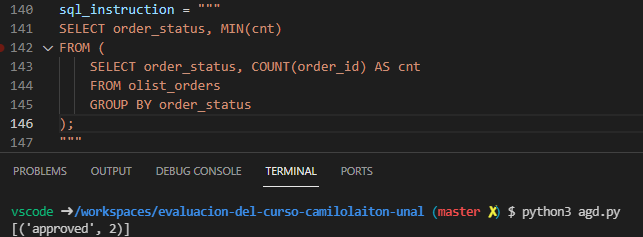 140 sql_instruction = """
141 SELECT order_status, MIN(cnt)
142 FROM (
143     SELECT order_status, COUNT(order_id) AS cnt
144     FROM olist_orders
145     GROUP BY order_status
146 );
147 """
PROBLEMS OUTPUT DEBUG CONSOLE TERMINAL PORTS
vscode ➜/workspaces/evaluacion-del-curso-camilolaiton-unal (master ✗) $ python3 agd.py
[('approved', 2)]